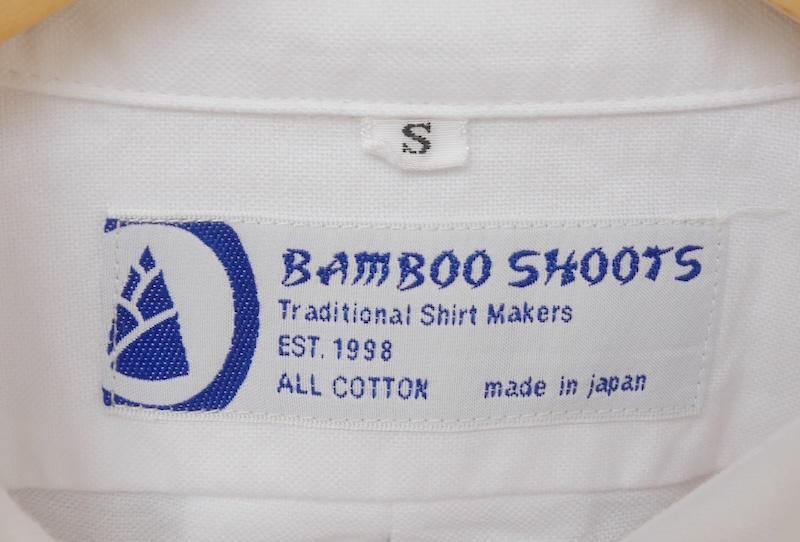 S
BAMBOO SHOOTS
Traditional Shirt Makers
EST. 1998
ALL COTTON made in japan